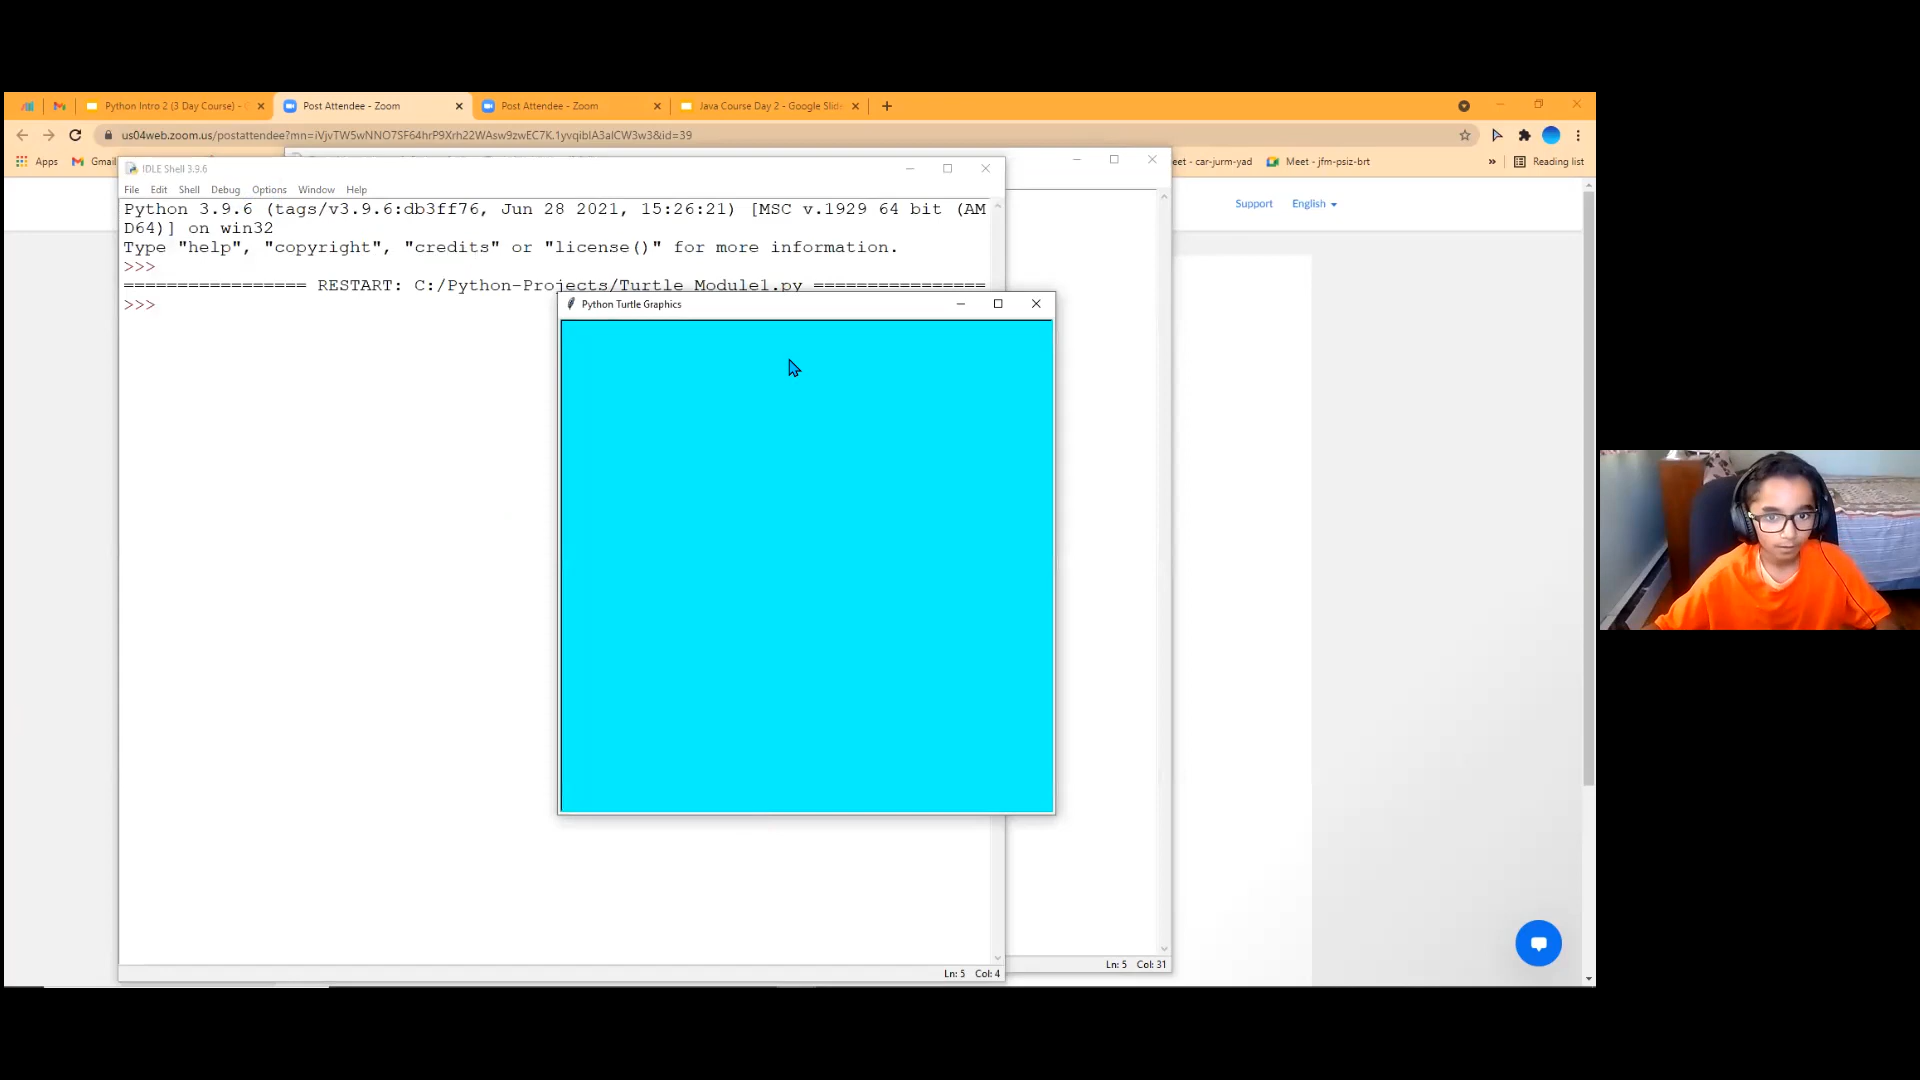 Python Intro 2 (3 Day Course) -
Post Attendee - Zoom
Post Attendee - Zoom
Java Course Day 2 - Google Slide
us04web.zoom.us/postattendee?mn=
Apps
Gmail
eet - car-jurm-yad
Meet - jfm-psiz-brt
Reading list
IDLE Shell 3.9.6
Support
English
File Edit Shell Debug Options Window Help
Python 3.9.6 (tags/v3.9.6:db3ff76, Jun 28 2021, 15:26:21) [MSC v.1929 64 bit (AM
D64)] on win32
Type "help", "copyright", "credits" or "license()" for more information.
>>>
================= RESTART: C:/Python-Projects/Turtle Module1.py ================
>>>
Python Turtle Graphics
Ln: 5 Col: 31
Ln: 5 Col: 4